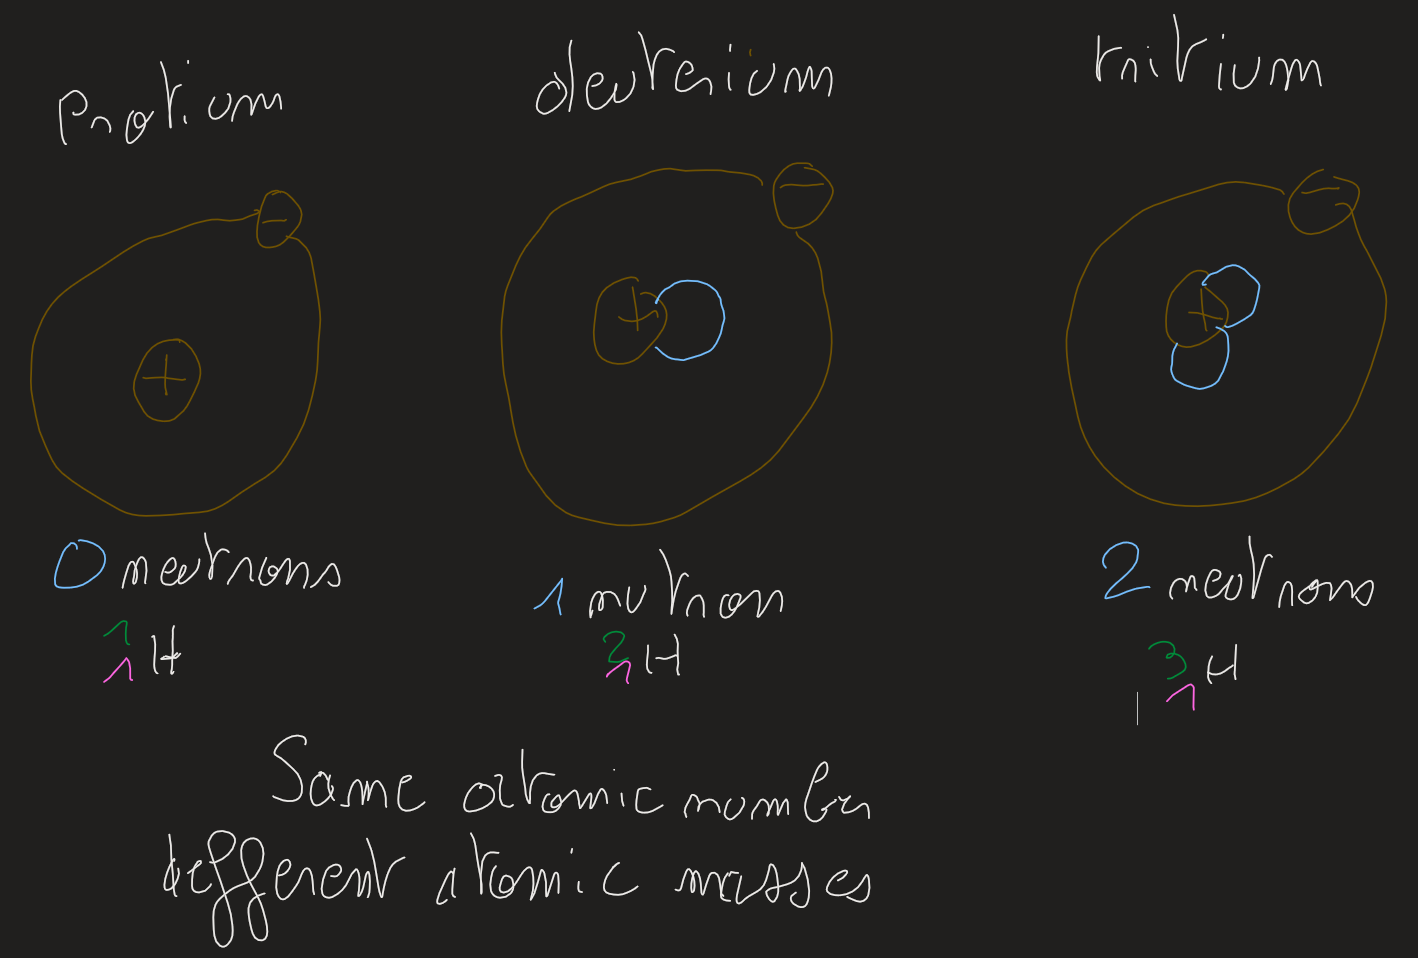 Protium deuterium tritium
+ - + - + -
0 neutrons 1 nutron 2 neutrons
1 1 H 2 1 H 3 1 H
Same atomic number
different atomic masses